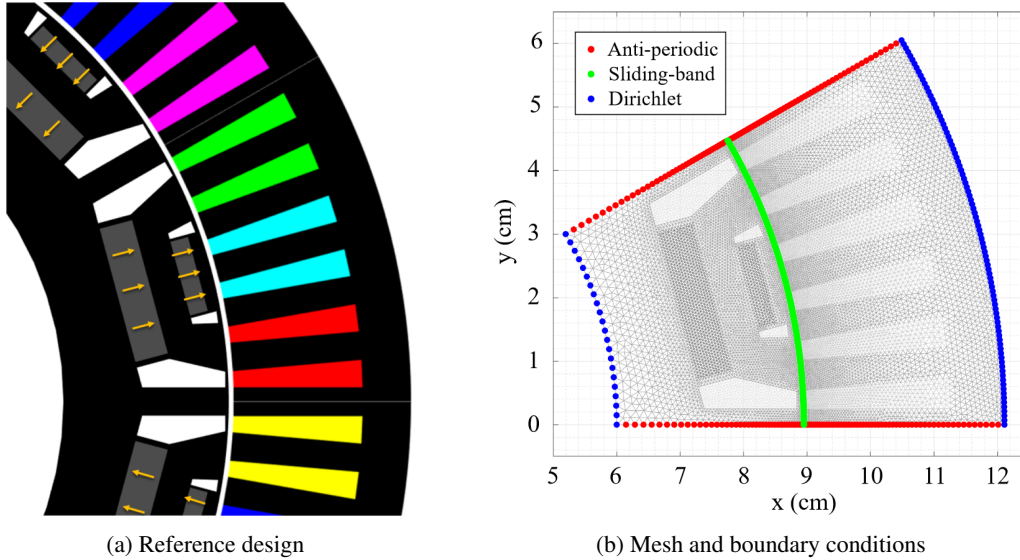 Anti-periodic
Sliding-band
Dirichlet
6
5
4
3
2
1
0
y (cm)
5 6 7 8 9 10 11 12
x (cm)
(a) Reference design
(b) Mesh and boundary conditions